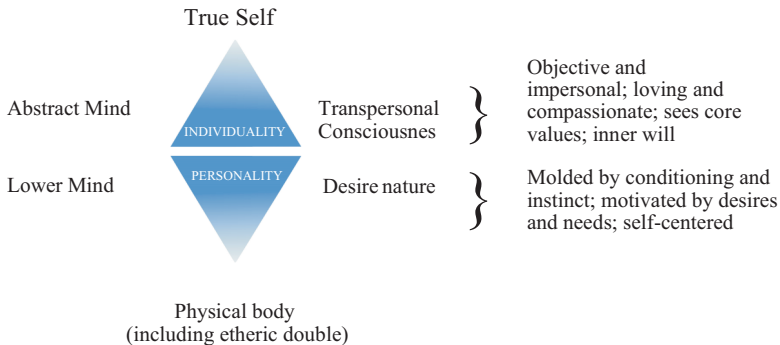 True Self
Abstract Mind
INDIVIDUALITY
Transpersonal
Consciousnes
Objective and
impersonal; loving and
compassionate; sees core
values; inner will
Lower Mind
PERSONALITY
Desire nature
Molded by conditioning and
instinct; motivated by desires
and needs; self-centered
Physical body
(including etheric double)